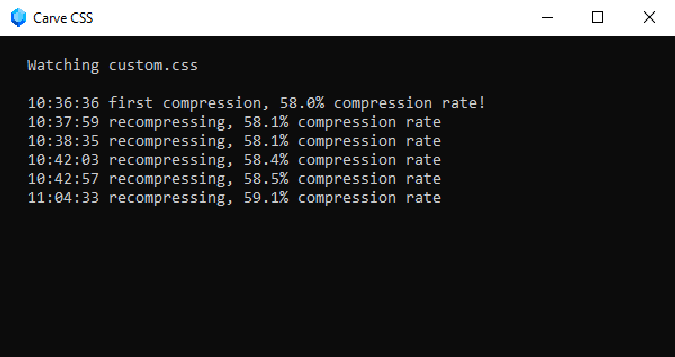 Carve CSS
Watching custom.css
10:36:36 first compression, 58.0% compression rate!
10:37:59 recompressing, 58.1% compression rate
10:38:35 recompressing, 58.1% compression rate
10:42:03 recompressing, 58.4% compression rate
10:42:57 recompressing, 58.5% compression rate
11:04:33 recompressing, 59.1% compression rate